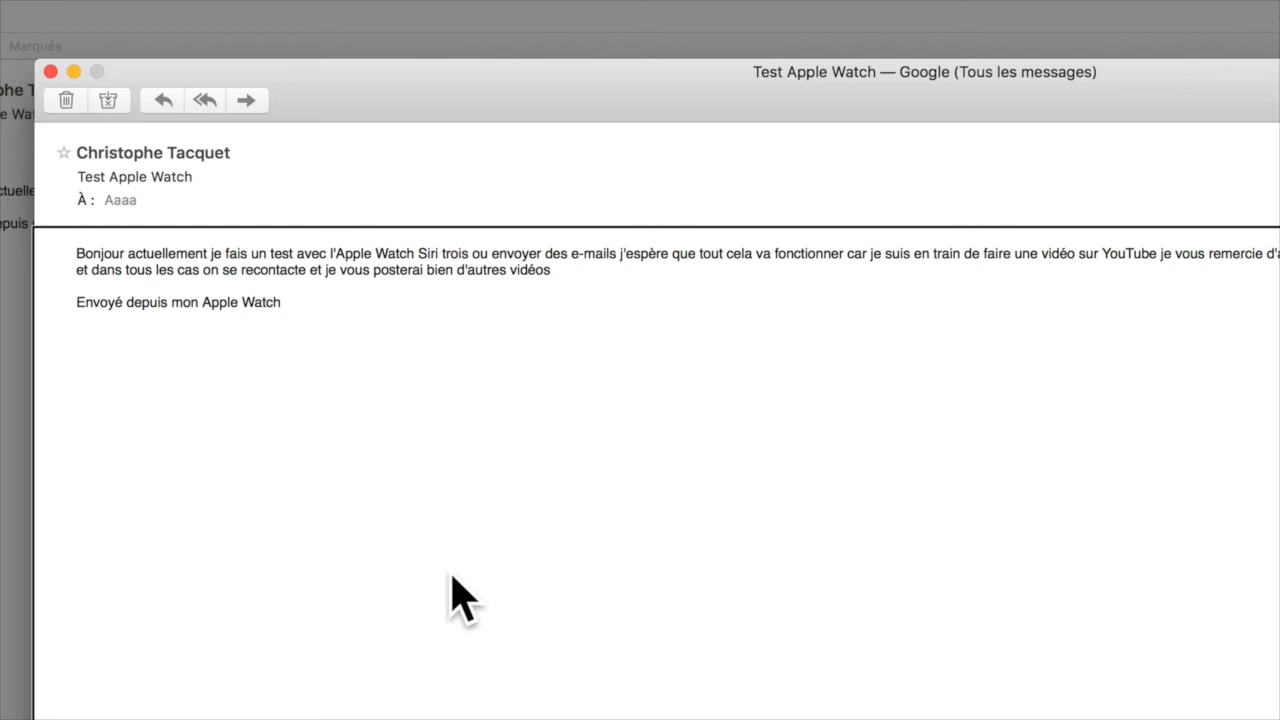 Marqués
Test Apple Watch — Google (Tous les messages)
Christophe Tacquet
Test Apple Watch
À : Aaaa
Bonjour actuellement je fais un test avec l'Apple Watch Siri trois ou envoyer des e-mails j'espère que tout cela va fonctionner car je suis en train de faire une vidéo sur YouTube je vous remercie
et dans tous les cas on se recontacte et je vous posterai bien d'autres vidéos
Envoyé depuis mon Apple Watch